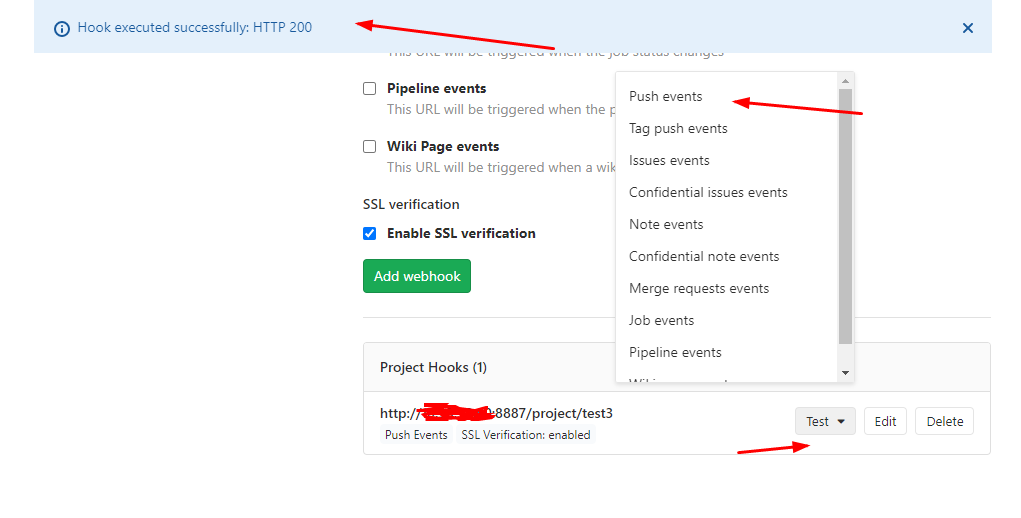 Hook executed successfully: HTTP 200
This URL will be triggered when the job status changes
Pipeline events
This URL will be triggered when the p
Wiki Page events
This URL will be triggered when a wik
SSL verification
Enable SSL verification
Add webhook
Push events
Tag push events
Issues events
Confidential issues events
Note events
Confidential note events
Merge requests events
Job events
Pipeline events
Project Hooks (1)
http:// :8887/project/test3
Push Events SSL Verification: enabled
Test Edit Delete